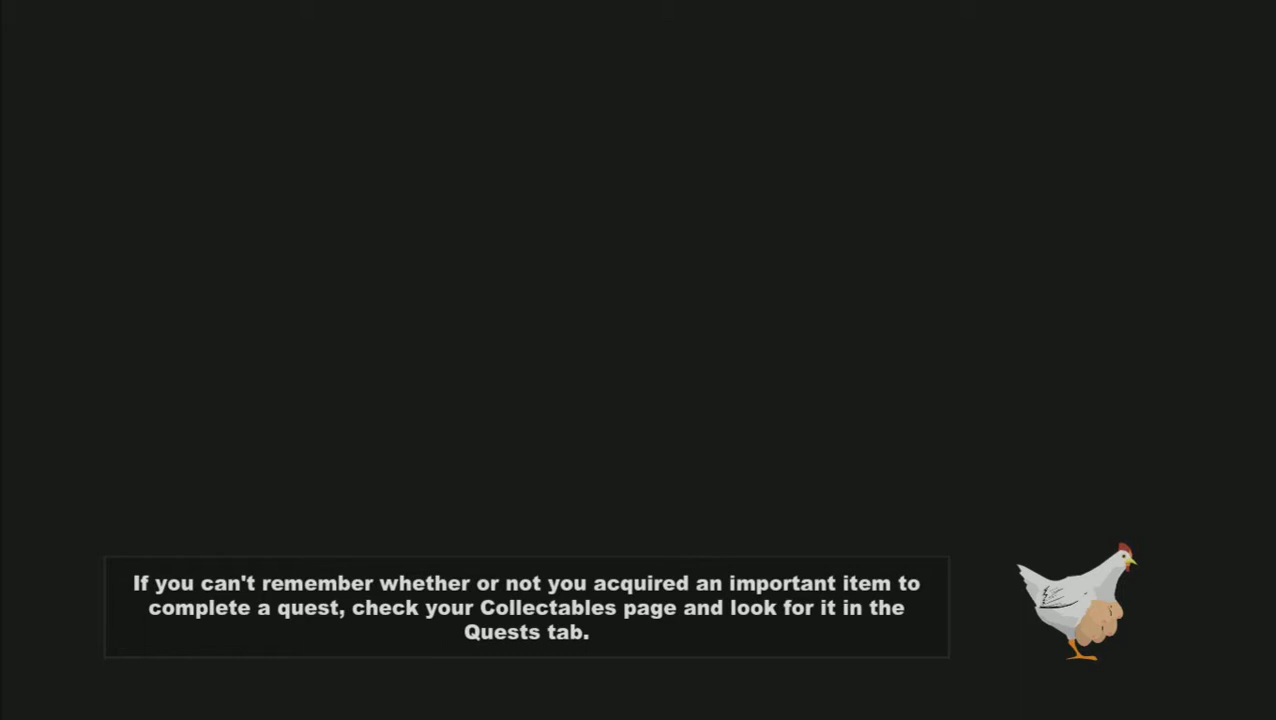 If you can't remember whether or not you acquired an important item to
complete a quest, check your Collectables page and look for it in the
Quests tab.